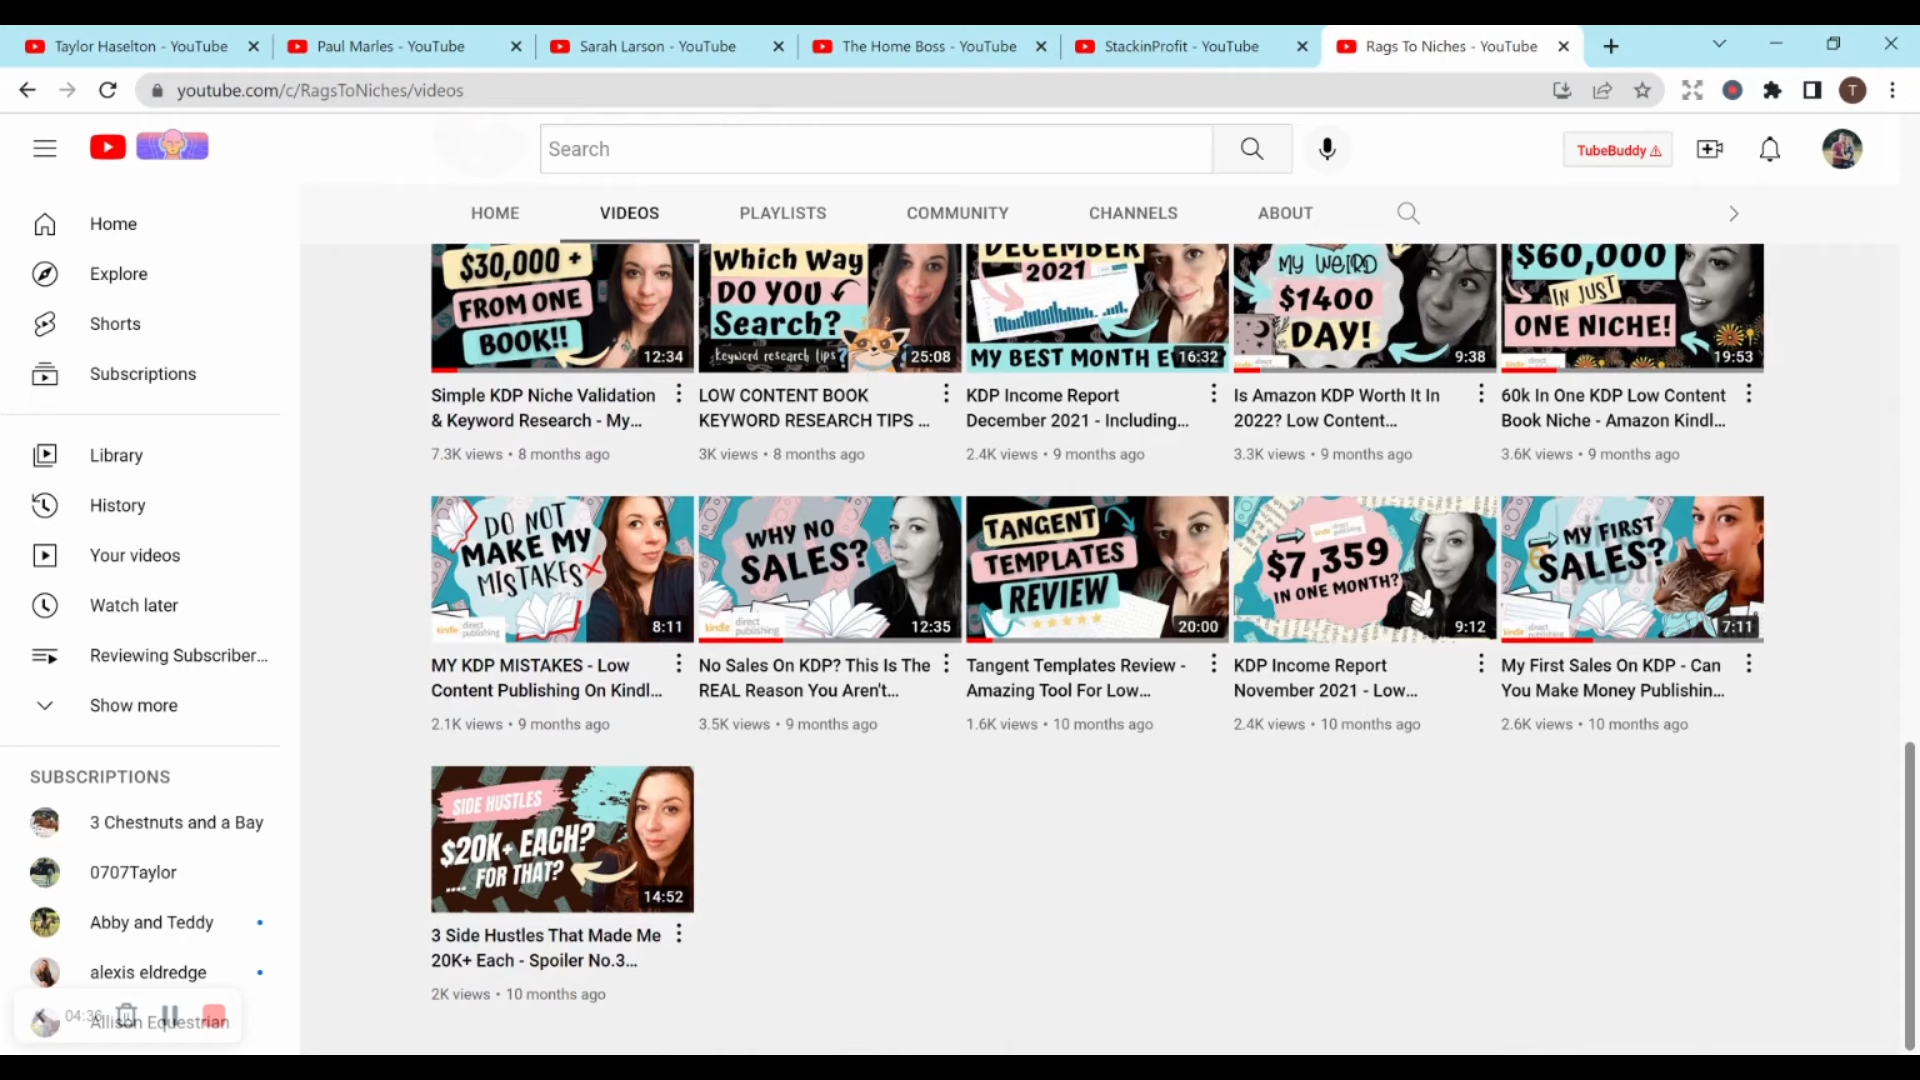 Taylor Haselton - YouTube
Paul Marles - YouTube
Sarah Larson - YouTube
The Home Boss - YouTube
StackinProfit - YouTube
Rags To Niches - YouTube
youtube.com/c/RagsToNiches/videos
T
Search
TubeBuddy
HOME
VIDEOS
PLAYLISTS
COMMUNITY
CHANNELS
ABOUT
Home
Explore
Shorts
Subscriptions
Library
History
Your videos
Watch later
Reviewing Subscriber...
Show more
SUBSCRIPTIONS
3 Chestnuts and a Bay
0707Taylor
Abby and Teddy
alexis eldredge
Allison Equestrian
04:36
$30,000 +
FROM ONE
BOOK!!
12:34
Simple KDP Niche Validation
& Keyword Research - My...
7.3K views • 8 months ago
Which Way
DO YOU
Search?
keyword research tips?
25:08
LOW CONTENT BOOK
KEYWORD RESEARCH TIPS ...
3K views • 8 months ago
DECEMBER
2021
MY BEST MONTH
16:32
KDP Income Report
December 2021 - Including...
2.4K views • 9 months ago
MY WEIRD
$1400
DAY!
9:38
Is Amazon KDP Worth It In
2022? Low Content...
3.3K views • 9 months ago
$60,000
IN JUST
ONE NICHE!
19:53
60k In One KDP Low Content
Book Niche - Amazon Kindl...
3.6K views • 9 months ago
DO NOT
MAKE MY
MISTAKES
kindle direct publishing
8:11
MY KDP MISTAKES - Low
Content Publishing On Kindl...
2.1K views • 9 months ago
WHY NO
SALES?
kindle direct publishing
12:35
No Sales On KDP? This Is The
REAL Reason You Aren't...
3.5K views • 9 months ago
TANGENT
TEMPLATES
REVIEW
20:00
Tangent Templates Review -
Amazing Tool For Low...
1.6K views • 10 months ago
$7,359
IN ONE MONTH?
9:12
KDP Income Report
November 2021 - Low...
2.4K views • 10 months ago
MY FIRST
SALES?
7:11
My First Sales On KDP - Can
You Make Money Publishin...
2.6K views • 10 months ago
SIDE HUSTLES
$20K+ EACH?
.... FOR THAT?
14:52
3 Side Hustles That Made Me
20K+ Each - Spoiler No.3...
2K views • 10 months ago